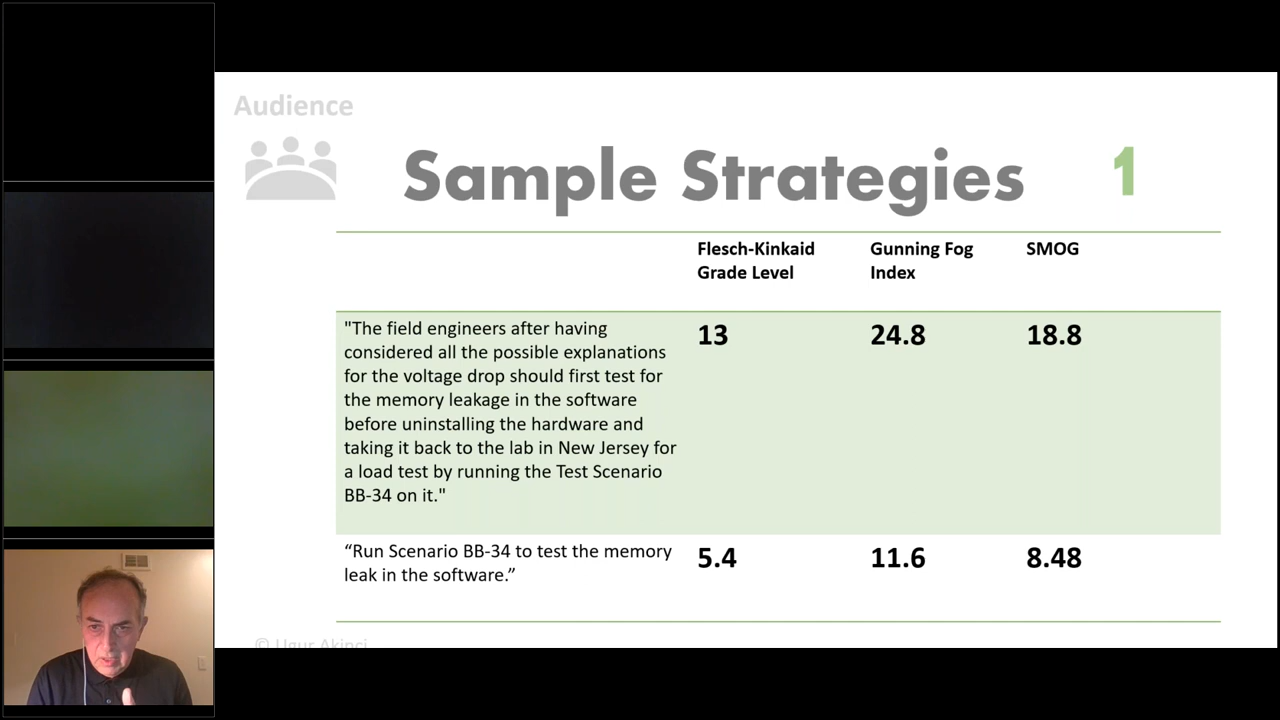 Audience
Sample Strategies 1
Flesch-Kinkaid Grade Level
Gunning Fog Index
SMOG
"The field engineers after having
considered all the possible explanations
for the voltage drop should first test for
the memory leakage in the software
before uninstalling the hardware and
taking it back to the lab in New Jersey for
a load test by running the Test Scenario
BB-34 on it."
13 24.8 18.8
“Run Scenario BB-34 to test the memory
leak in the software.”
5.4 11.6 8.48
© Ugur Akinci